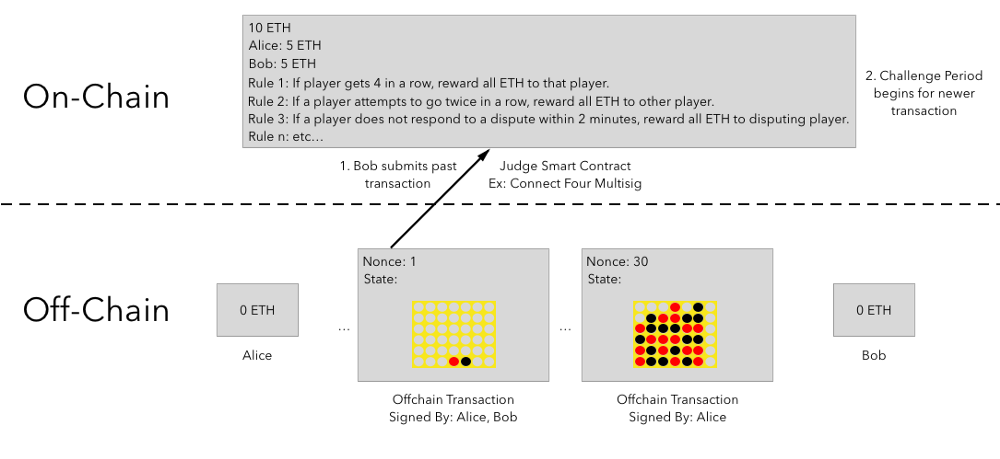 On-Chain
10 ETH
Alice: 5 ETH
Bob: 5 ETH
Rule 1: If player gets 4 in a row, reward all ETH to that player.
Rule 2: If a player attempts to go twice in a row, reward all ETH to other player.
Rule 3: If a player does not respond to a dispute within 2 minutes, reward all ETH to disputing player.
Rule n: etc...
2. Challenge Period
begins for newer
transaction
1. Bob submits past
transaction
Judge Smart Contract
Ex: Connect Four Multisig
Off-Chain
0 ETH
Alice
...
Nonce: 1
State:
Offchain Transaction
Signed By: Alice, Bob
...
Nonce: 30
State:
Offchain Transaction
Signed By: Alice
0 ETH
Bob